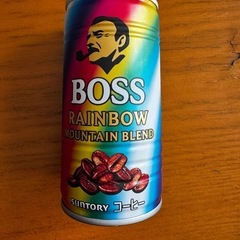 BOSS
RAINBOW
MOUNTAIN BLEND
SUNTORY コーヒー